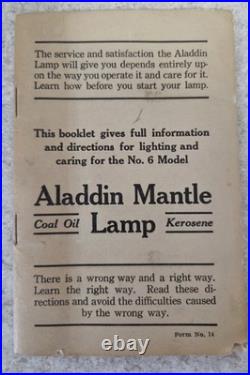 The service and satisfaction the Aladdin
Lamp will give you depends entirely up-
on the way you operate it and care for it.
Learn how before you start your lamp.
This booklet gives full information
and directions for lighting and
caring for the No. 6 Model
Aladdin Mantle
Coal Oil Lamp Kerosene
There is a wrong way and a right way.
Learn the right way. Read these di-
rections and avoid the difficulties caused
by the wrong way.
Form No. 14
watermark.thatsit.com